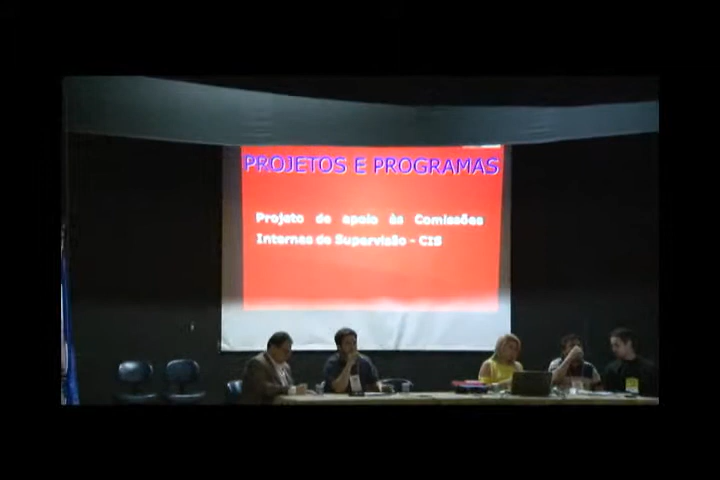 PROJETOS E PROGRAMAS
Projeto de apoio às Comissões
Internas de Supervisão - CIS